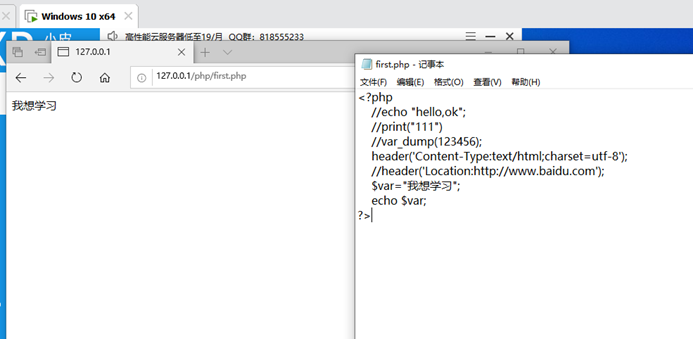 Windows 10 x64
小皮
毫性能云服务器低至19/月 QQ群：818555233
127.0.0.1
127.0.0.1/php/first.php
我想学习
first.php - 记事本
文件(F) 编辑(E) 格式(O) 查看(V) 帮助(H)
<?php
//echo "hello,ok";
//print("111")
//var_dump(123456);
header('Content-Type:text/html;charset=utf-8');
//header('Location:http://www.baidu.com');
$var="我想学习";
echo $var;
?>